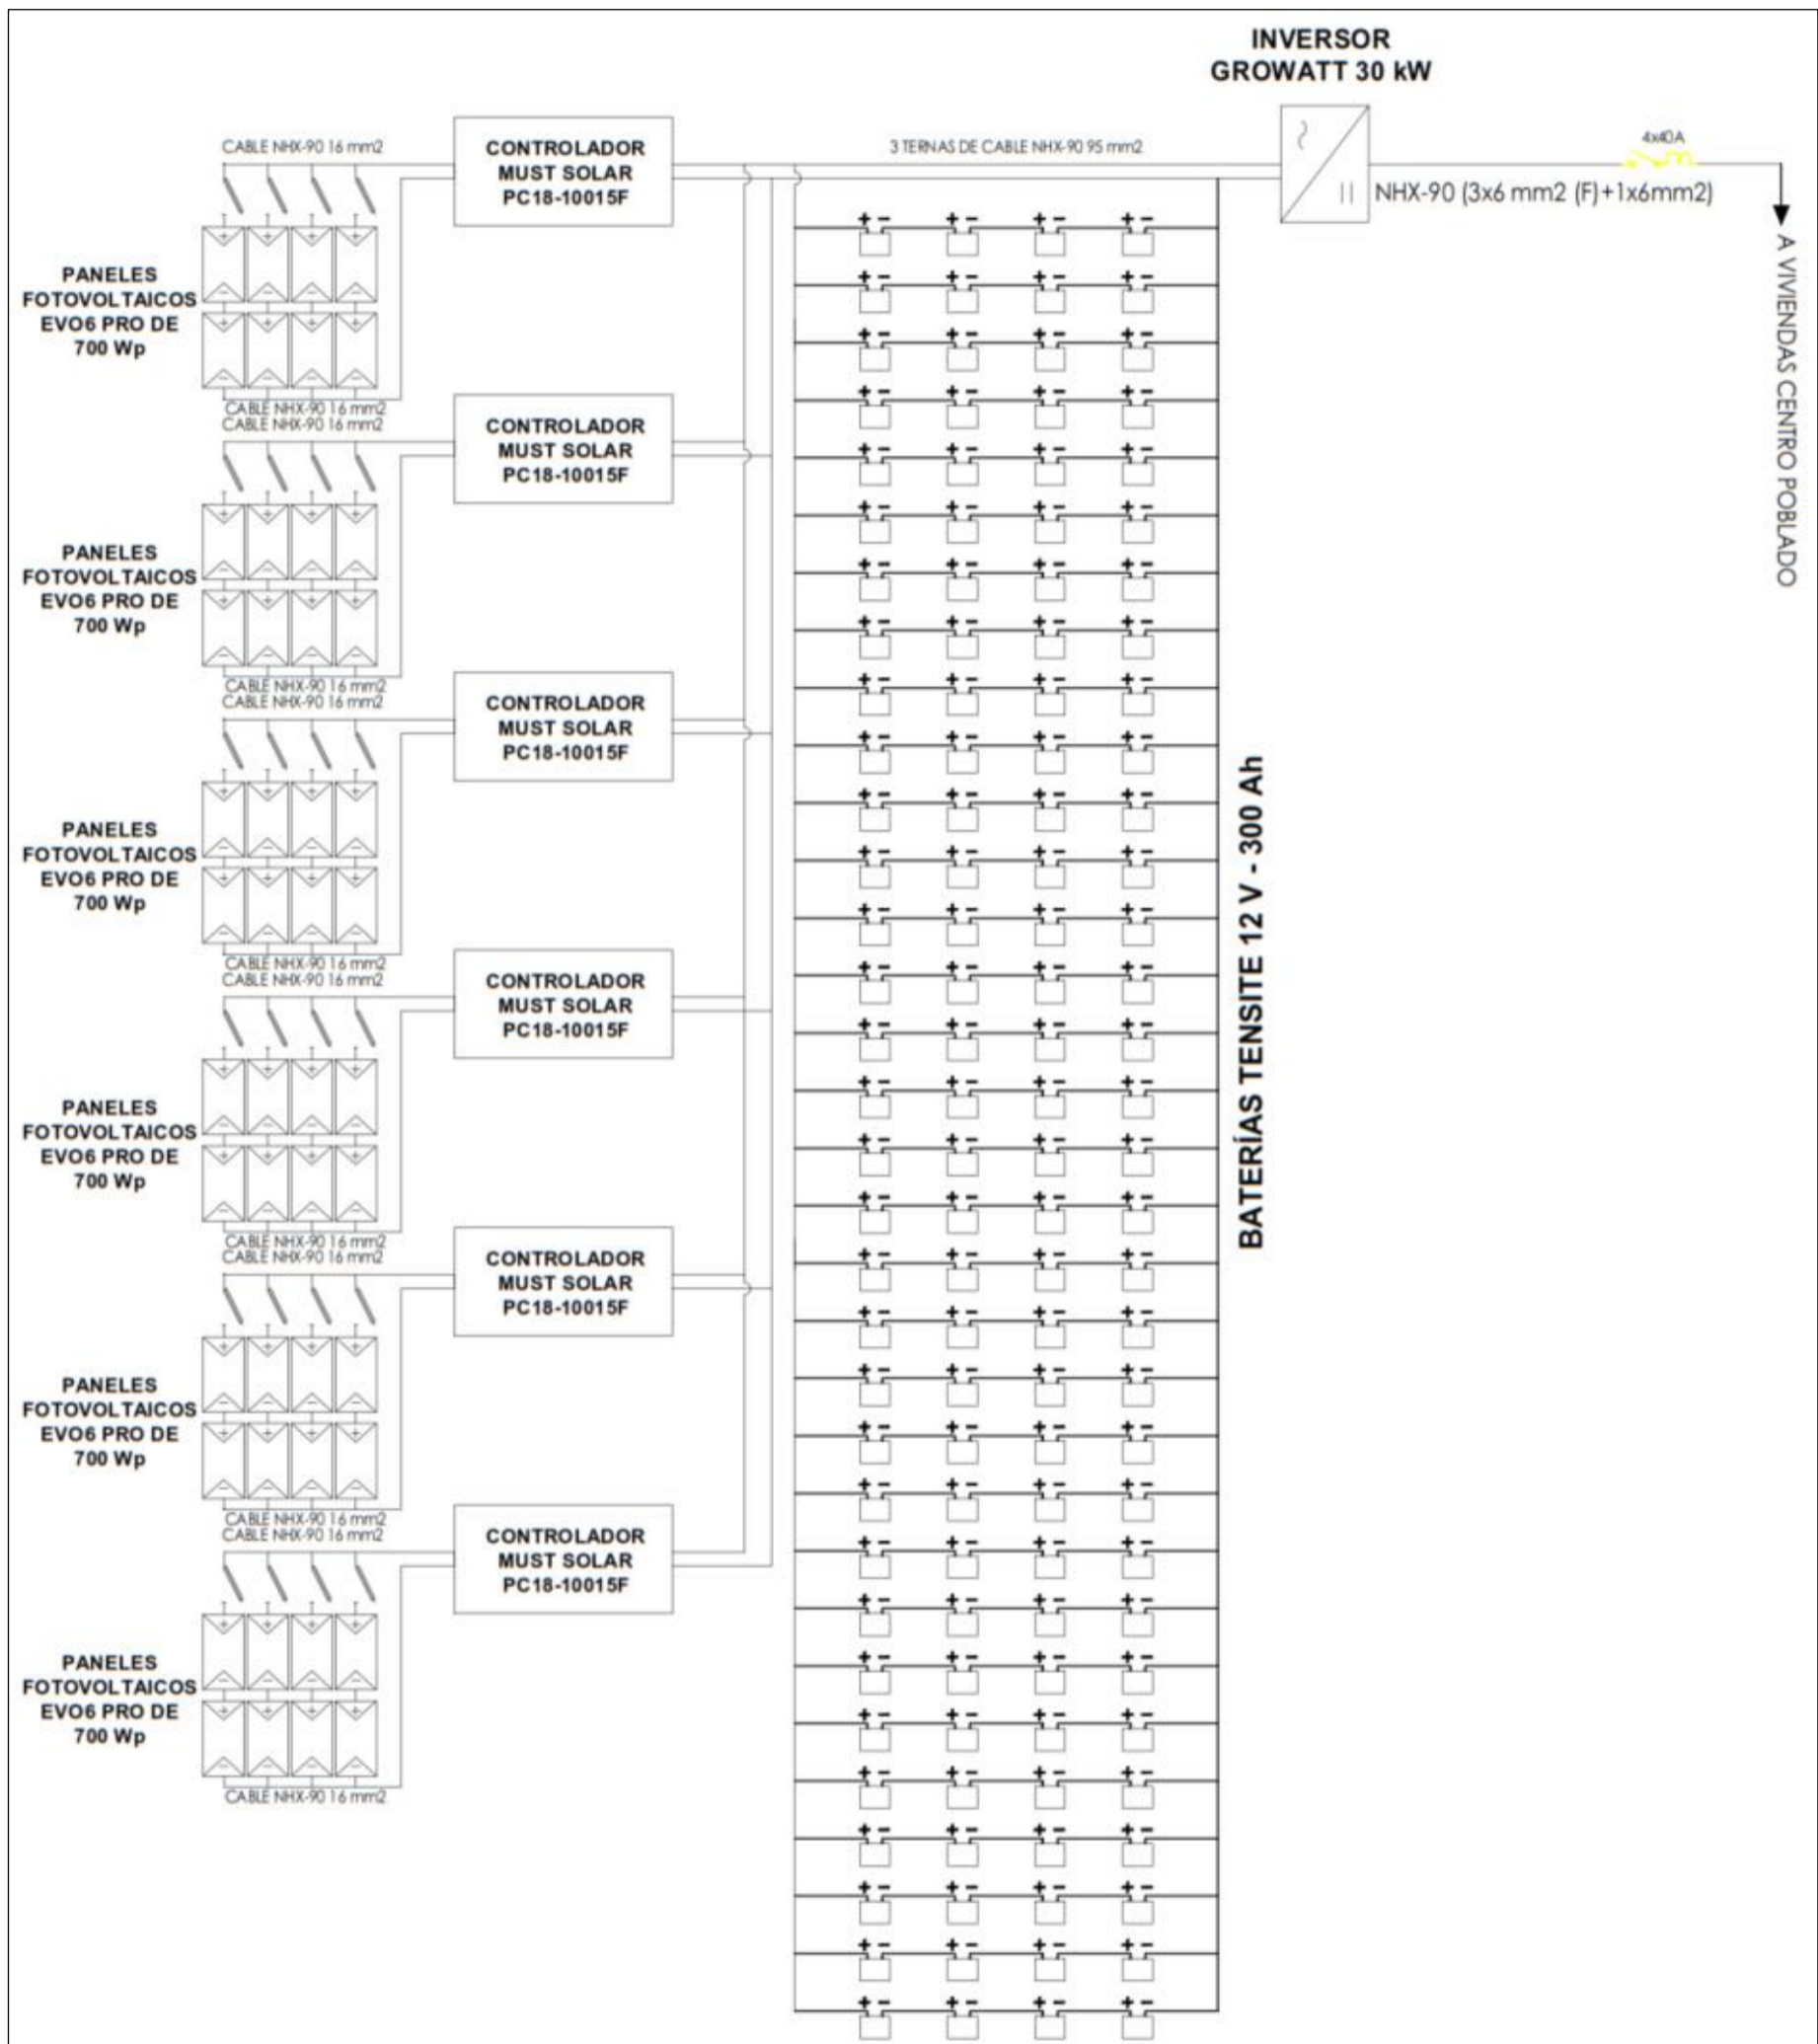 INVERSOR
GROWATT 30 kW
CABLE NHX-90 16 mm2
CONTROLADOR
MUST SOLAR
PC18-10015F
3 TERNAS DE CABLE NHX-90 95 mm2
4x40A
NHX-90 (3x6 mm2 (F)+1x6mm2)
A VIVIENDAS CENTRO POBLADO
PANELES
FOTOVOLTAICOS
EVO6 PRO DE
700 Wp
CABLE NHX-90 16 mm2
CABLE NHX-90 16 mm2
CONTROLADOR
MUST SOLAR
PC18-10015F
PANELES
FOTOVOLTAICOS
EVO6 PRO DE
700 Wp
CABLE NHX-90 16 mm2
CABLE NHX-90 16 mm2
CONTROLADOR
MUST SOLAR
PC18-10015F
PANELES
FOTOVOLTAICOS
EVO6 PRO DE
700 Wp
BATERÍAS TENSITE 12 V - 300 Ah
CABLE NHX-90 16 mm2
CABLE NHX-90 16 mm2
CONTROLADOR
MUST SOLAR
PC18-10015F
PANELES
FOTOVOLTAICOS
EVO6 PRO DE
700 Wp
CABLE NHX-90 16 mm2
CABLE NHX-90 16 mm2
CONTROLADOR
MUST SOLAR
PC18-10015F
PANELES
FOTOVOLTAICOS
EVO6 PRO DE
700 Wp
CABLE NHX-90 16 mm2
CABLE NHX-90 16 mm2
CONTROLADOR
MUST SOLAR
PC18-10015F
PANELES
FOTOVOLTAICOS
EVO6 PRO DE
700 Wp
CABLE NHX-90 16 mm2